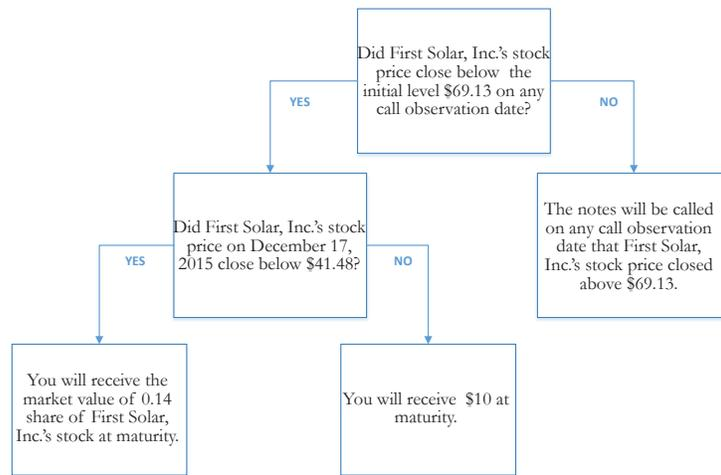 Did First Solar, Inc.'s stock
price close below the
initial level $69.13 on any
call observation date?
YES
NO
Did First Solar, Inc.'s stock
price on December 17,
2015 close below $41.48?
The notes will be called
on any call observation
date that First Solar,
Inc.'s stock price closed
above $69.13.
YES
NO
You will receive the
market value of 0.14
share of First Solar,
Inc.'s stock at maturity.
You will receive $10 at
maturity.